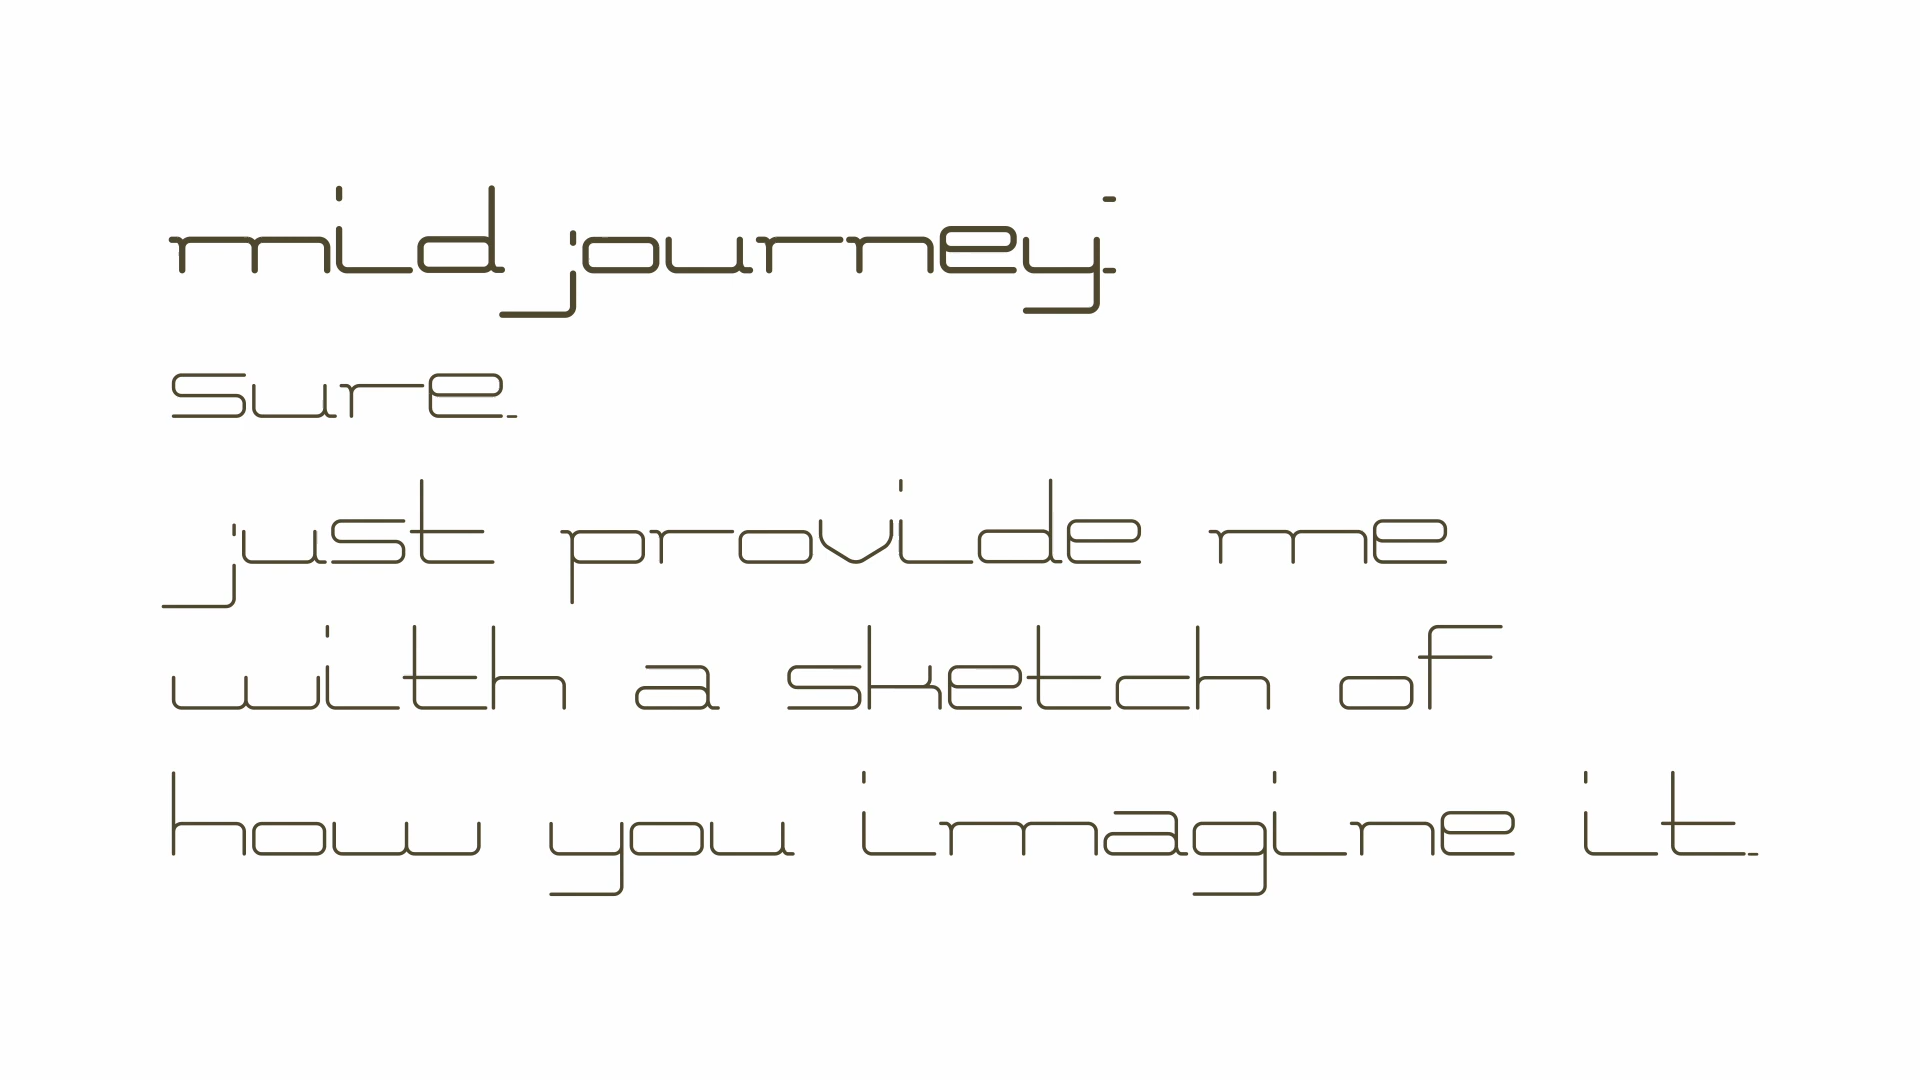 midjourney:
sure.
just provide me
with a sketch of
how you imagine it.